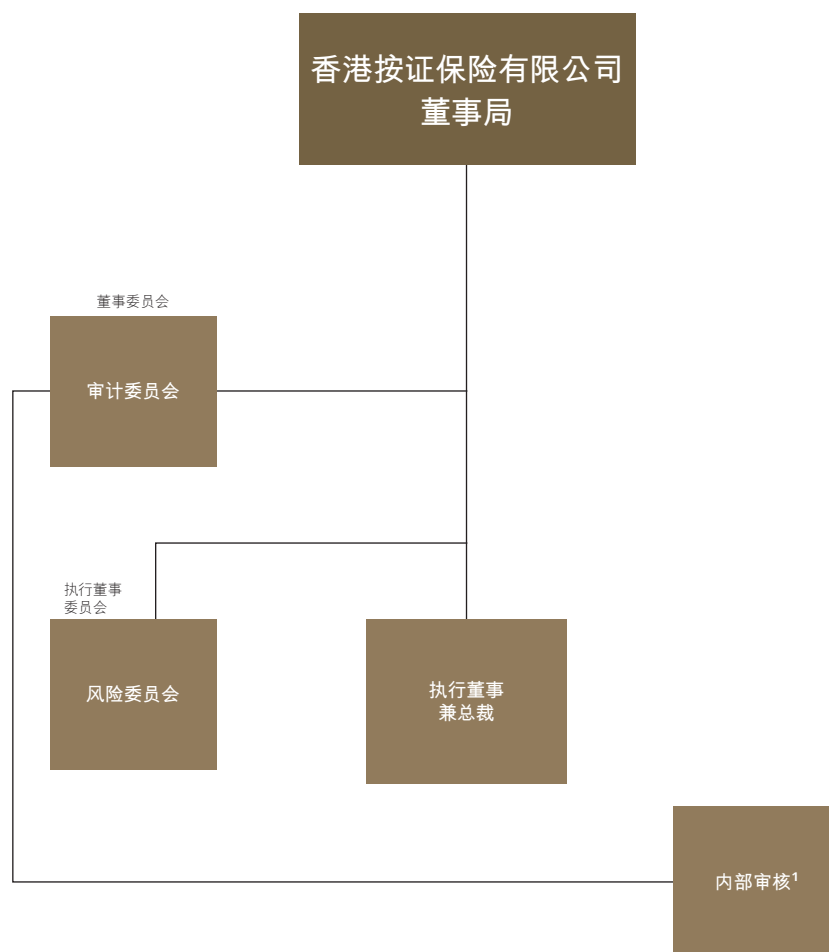 香港按证保险有限公司
董事局
董事委员会
审计委员会
执行董事
委员会
风险委员会
执行董事
兼总裁
内部审核¹